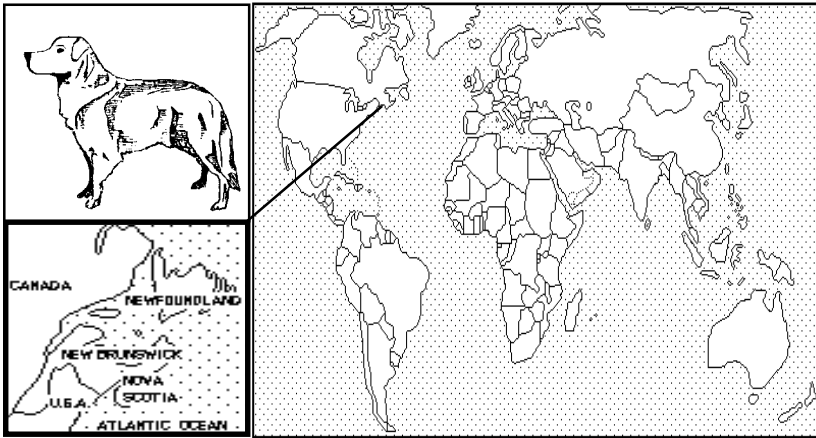 CANADA
NEWFOUNDLAND
NEW BRUNSWICK
NOVA
SCOTIA
U.S.A.
ATLANTIC OCEAN